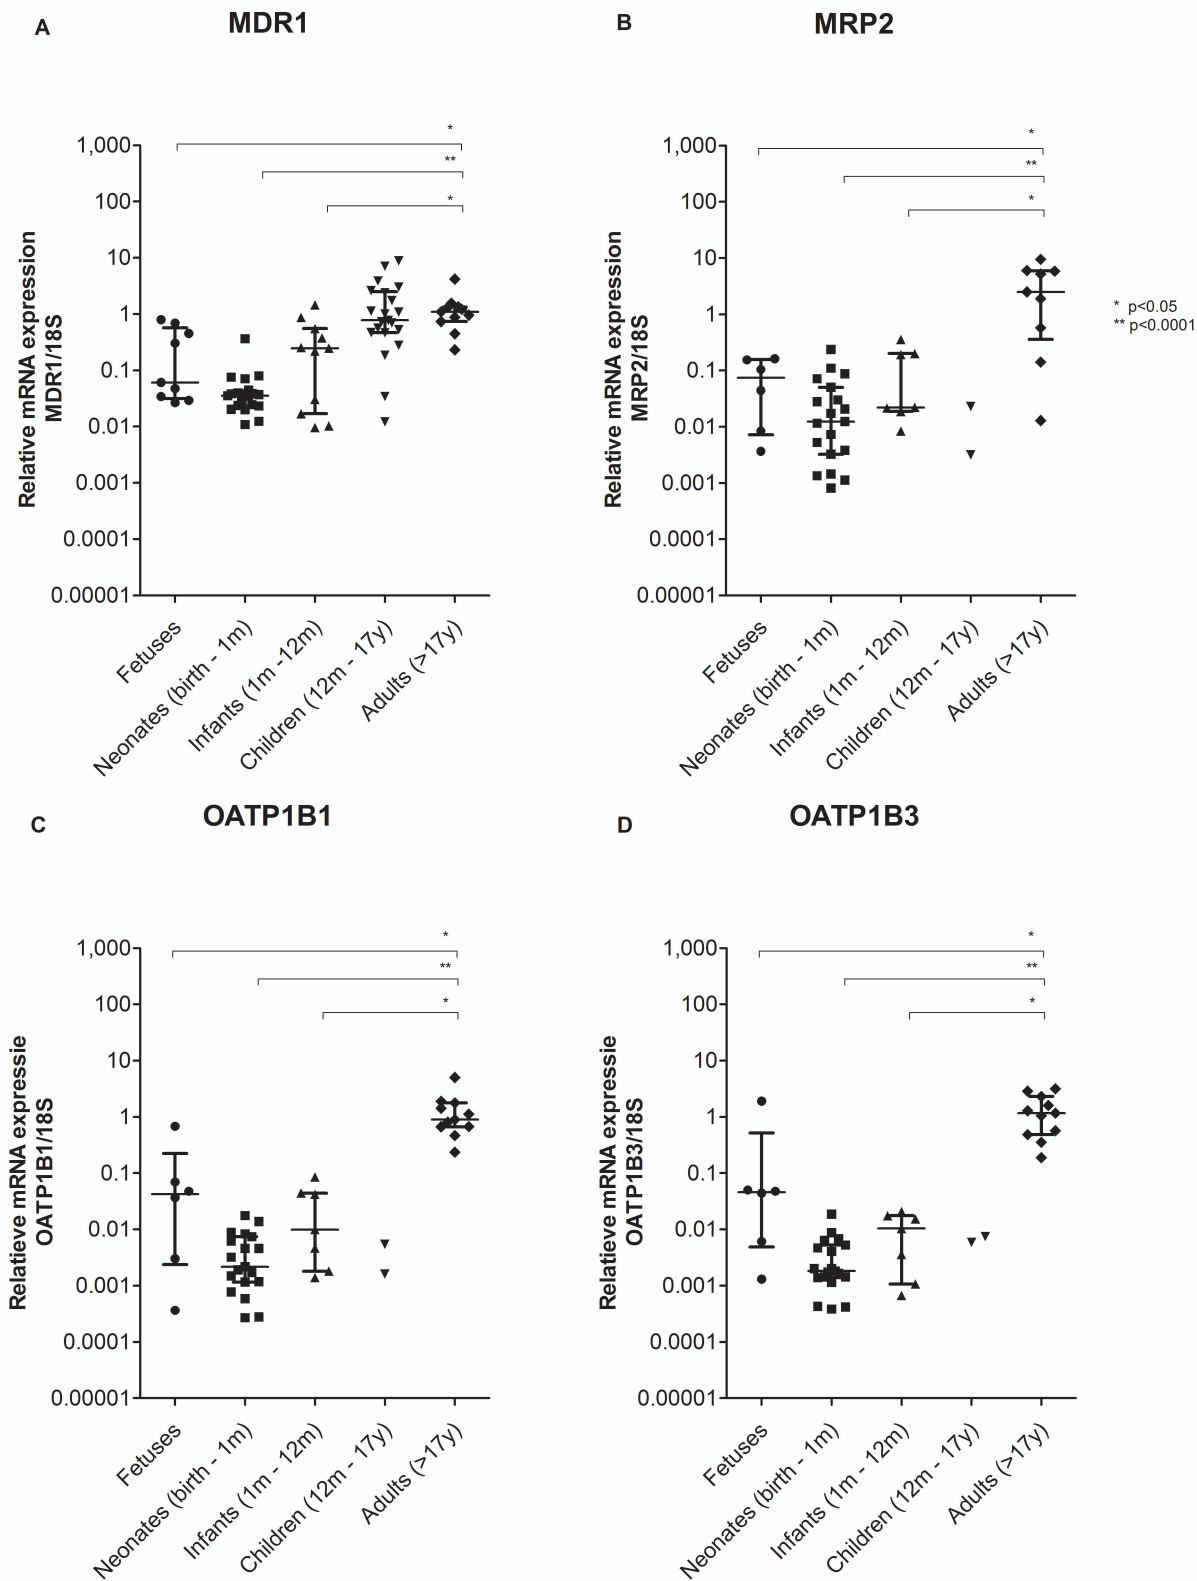 A
MDR1
*
**
*
1,000
100
10
1
0.1
0.01
0.001
0.0001
0.00001
Relative mRNA expression
MDR1/18S
Fetuses
Neonates (birth - 1m)
Infants (1m -12m)
Children (12m - 17y)
Adults (>17y)
B
MRP2
*
**
*
1,000
100
10
1
0.1
0.01
0.001
0.0001
0.00001
Relative mRNA expression
MRP2/18S
Fetuses
Neonates (birth - 1m)
Infants (1m - 12m)
Children (12m - 17y)
Adults (>17y)
* p<0.05
** p<0.0001
C
OATP1B1
*
**
*
1,000
100
10
1
0.1
0.01
0.001
0.0001
0.00001
Relatieve mRNA expressie
OATP1B1/18S
Fetuses
Neonates (birth - 1m)
Infants (1m - 12m)
Children (12m - 17y)
Adults (>17y)
D
OATP1B3
*
**
*
1,000
100
10
1
0.1
0.01
0.001
0.0001
0.00001
Relatieve mRNA expressie
OATP1B3/18S
Fetuses
Neonates (birth - 1m)
Infants (1m - 12m)
Children (12m - 17y)
Adults (>17y)